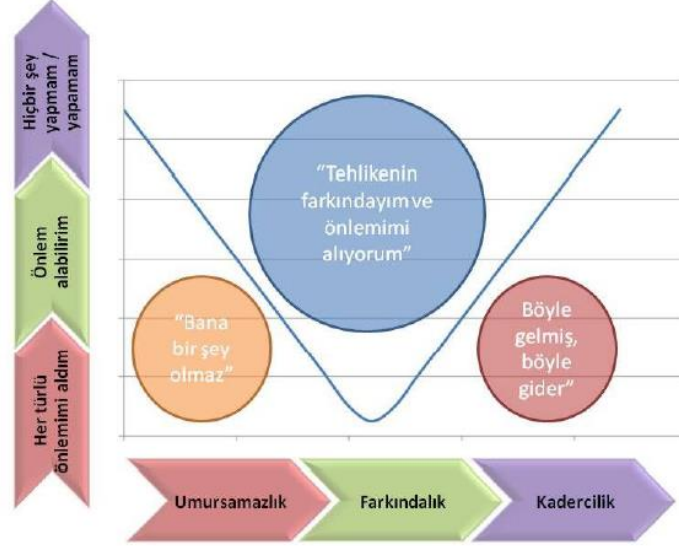 Hiçbir şey
yapmam /
yapamam
Önlem
alabilirim
Her türlü
önlemimi aldım
“Tehlikenin
farkındayım ve
önlemimi
alıyorum”
“Bana
bir şey
olmaz”
Böyle
gelmiş,
böyle
gider”
Umursamazlık
Farkındalık
Kadercilik